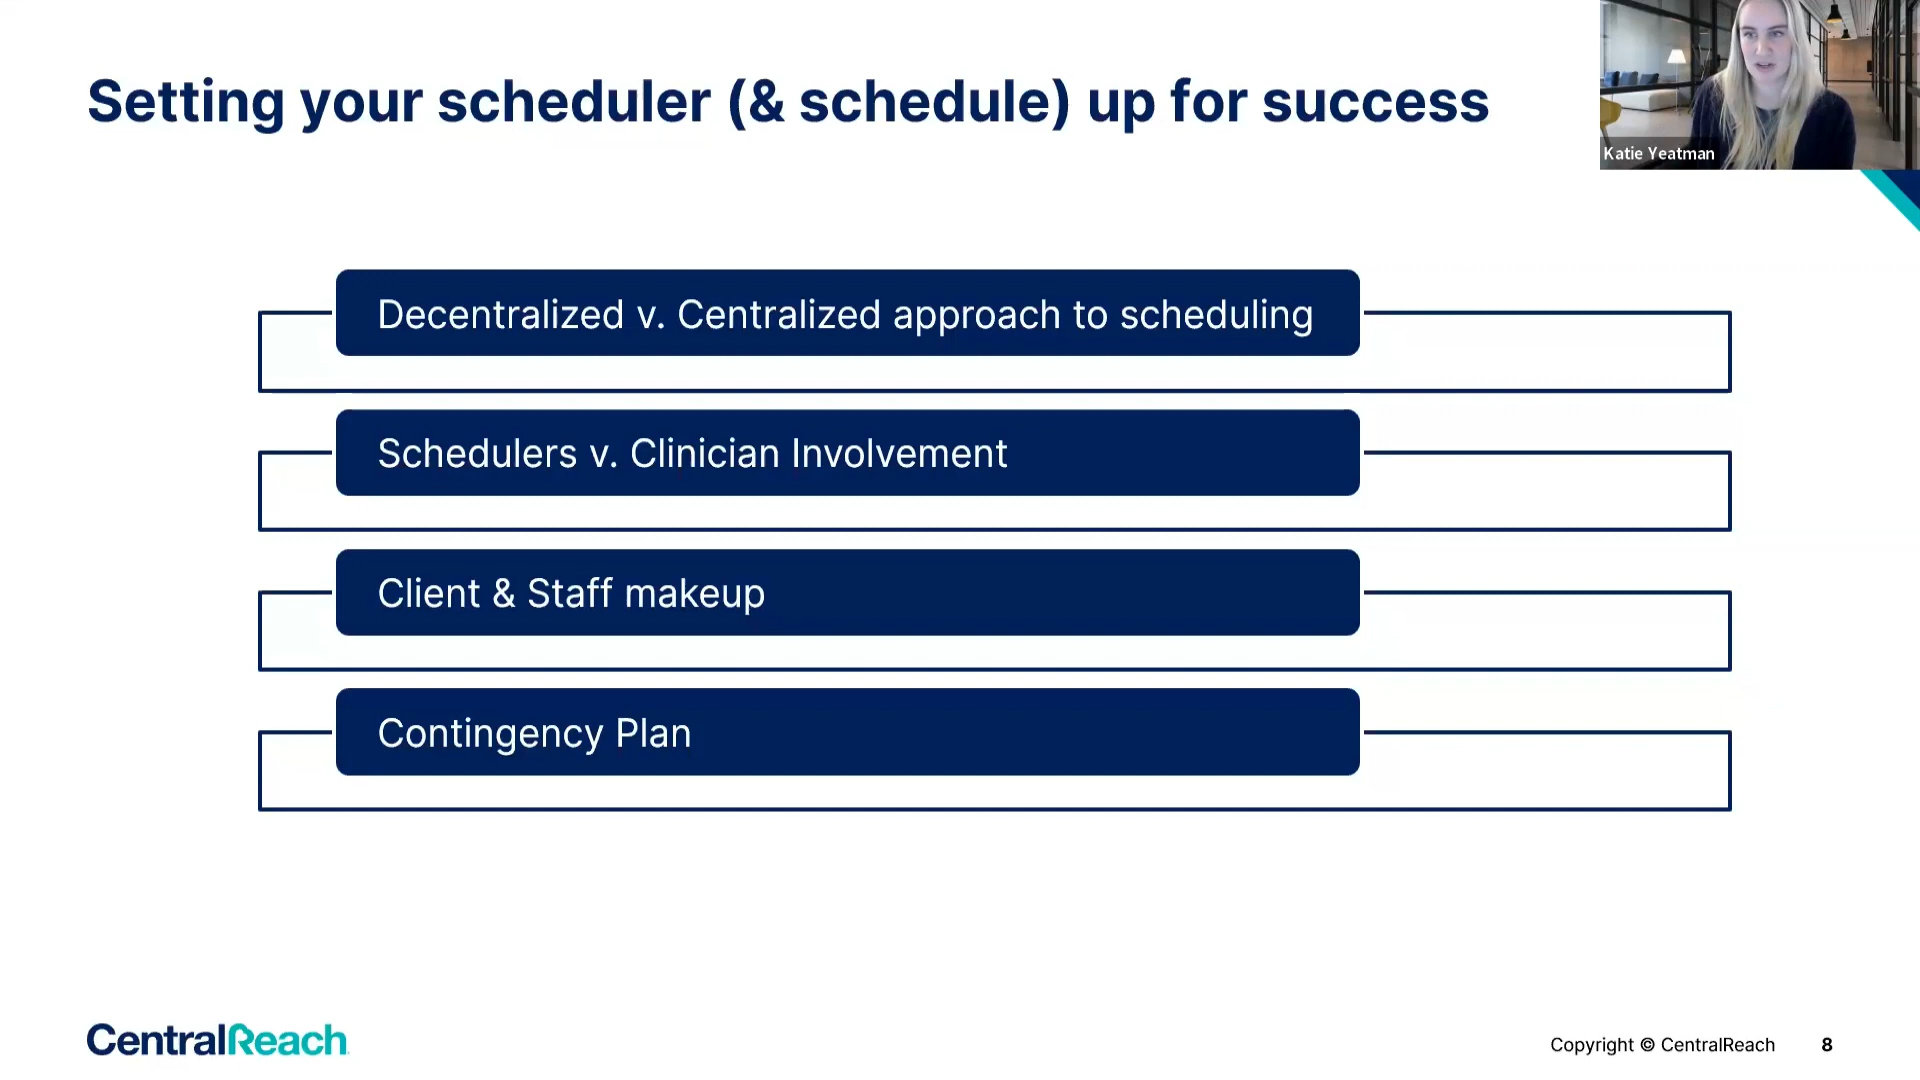 Setting your scheduler (& schedule) up for success
Katie Yeatman
Decentralized v. Centralized approach to scheduling
Schedulers v. Clinician Involvement
Client & Staff makeup
Contingency Plan
CentralReach
Copyright © CentralReach 8